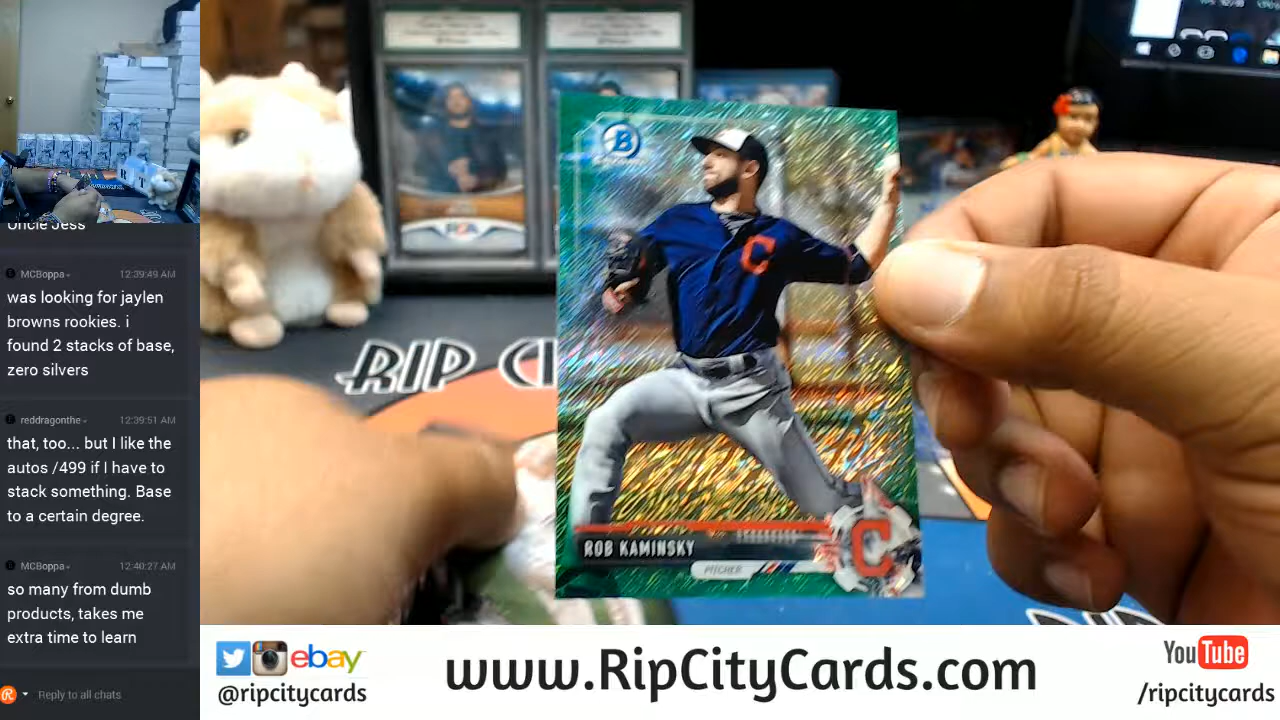 Uncle Jess
MCBoppa 12:39:49 AM
was looking for jaylen
browns rookies. i
found 2 stacks of base,
zero silvers
reddragonthe 12:39:51 AM
that, too... but I like the
autos /499 if I have to
stack something. Base
to a certain degree.
MCBoppa 12:40:27 AM
so many from dumb
products, takes me
extra time to learn
Reply to all chats
RIP CI
B
C
ROB KAMINSKY
PITCHER
C
ebay
@ripcitycards
www.RipCityCards.com
YouTube
/ripcitycards